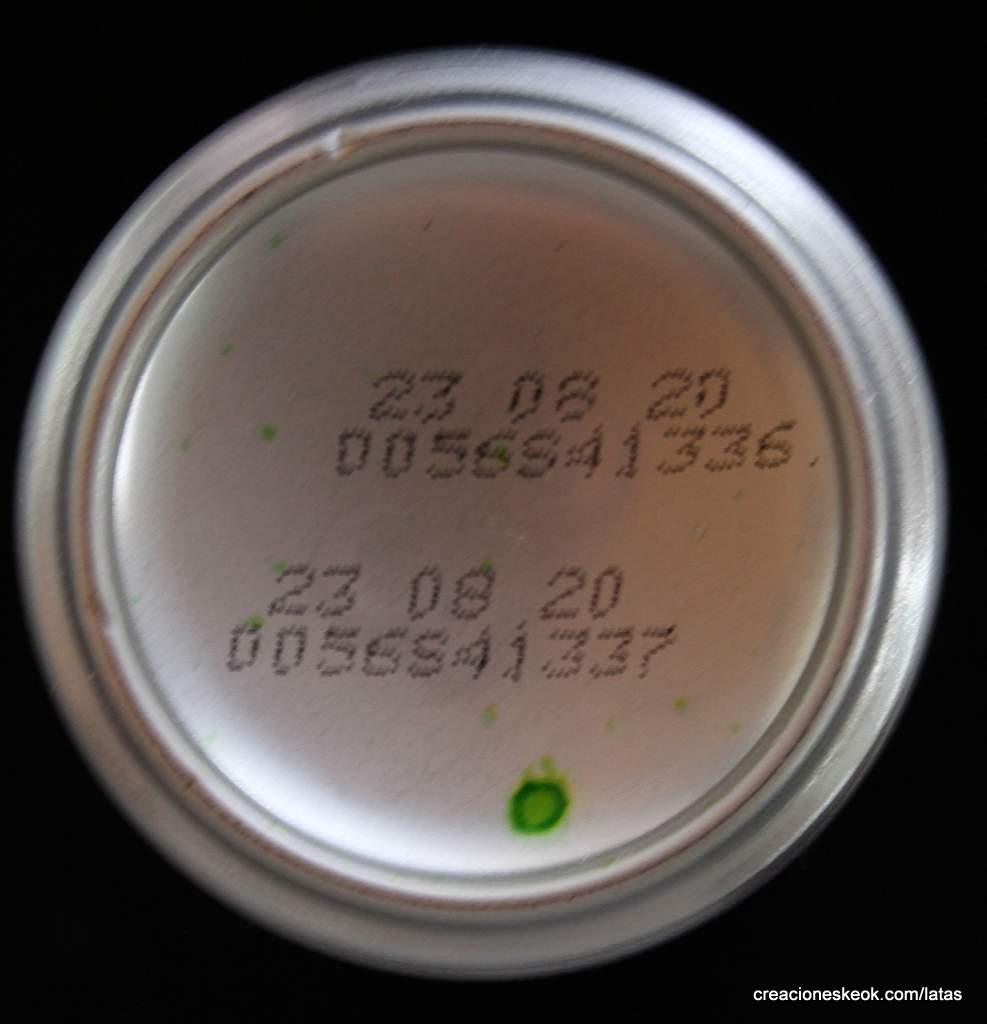 23 08 20
0056S41336
23 08 20
0056S41337
creacioneskeok.com/latas